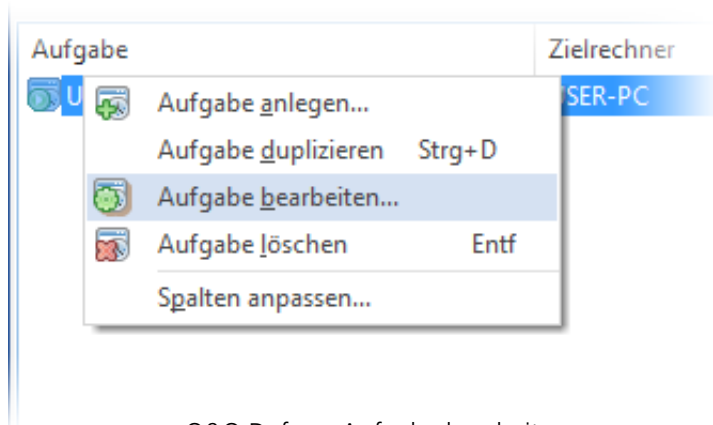 Aufgabe Zielrechner
U SER-PC
Aufgabe anlegen...
Aufgabe duplizieren Strg+D
Aufgabe bearbeiten...
Aufgabe löschen Entf
Spalten anpassen...